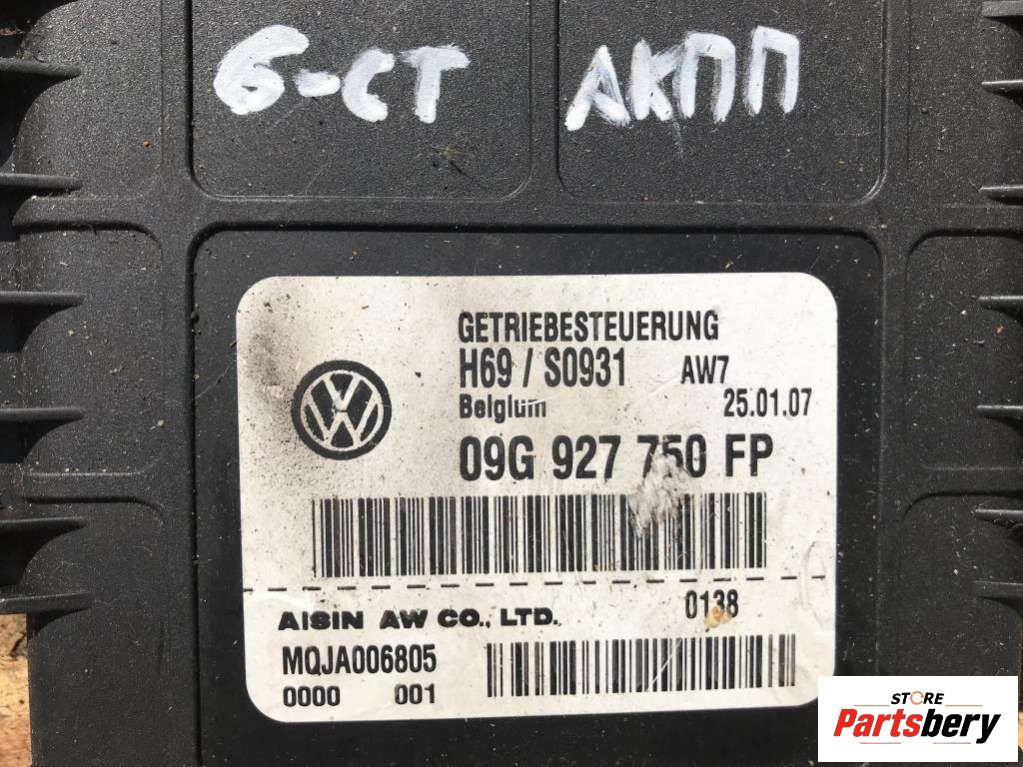 6-СТ АКПП
GETRIEBESTEUERUNG
H69 / S0931 AW7
Belgium 25.01.07
09G 927 750 FP
0138
AISIN AW CO., LTD.
MQJA006805
0000 001
STORE
Partsbery